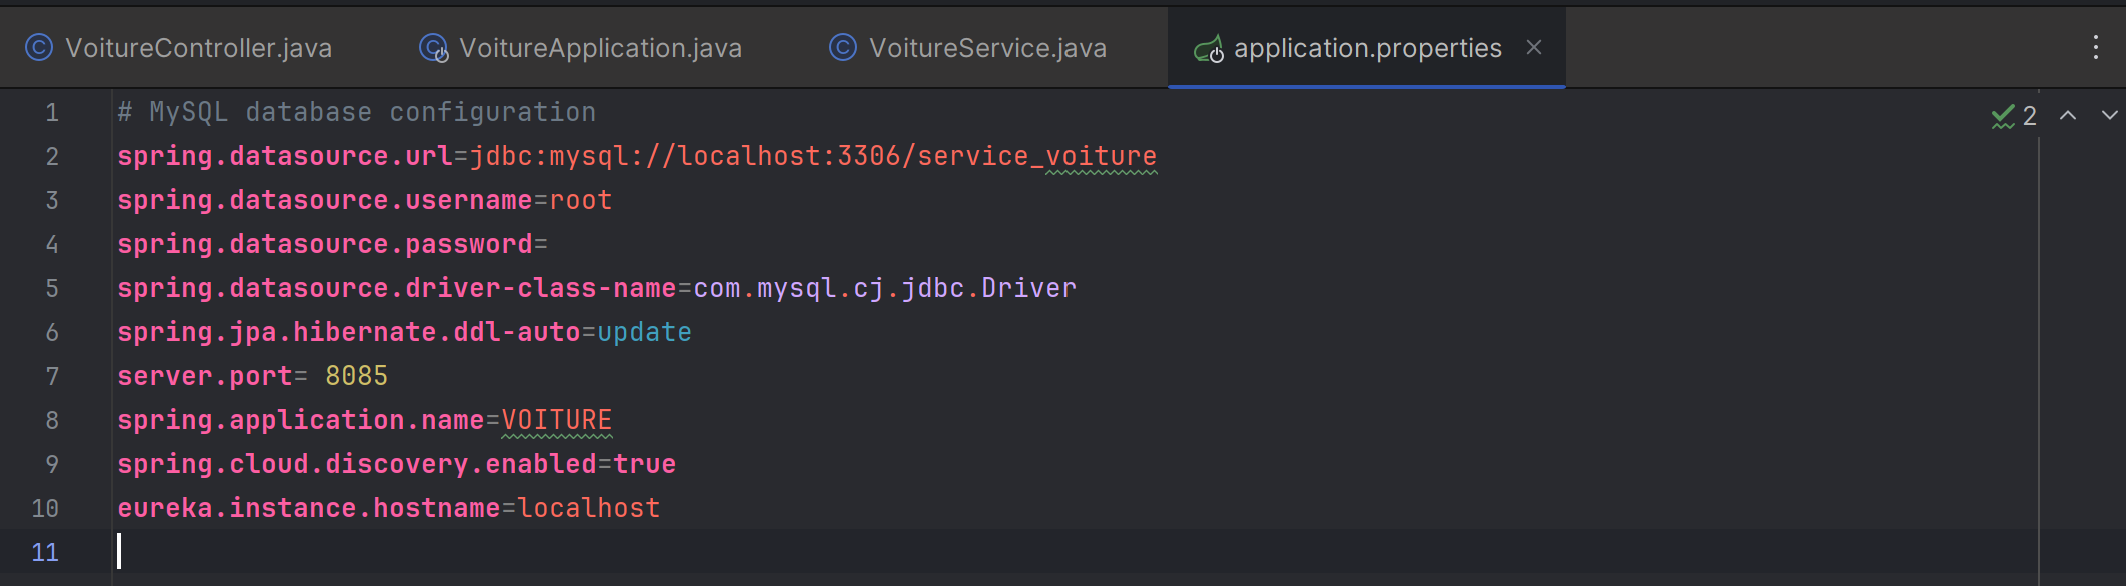 VoitureController.java VoitureApplication.java VoitureService.java application.properties
2
1 # MySQL database configuration
2 spring.datasource.url=jdbc:mysql://localhost:3306/service_voiture
3 spring.datasource.username=root
4 spring.datasource.password=
5 spring.datasource.driver-class-name=com.mysql.cj.jdbc.Driver
6 spring.jpa.hibernate.ddl-auto=update
7 server.port= 8085
8 spring.application.name=VOITURE
9 spring.cloud.discovery.enabled=true
10 eureka.instance.hostname=localhost
11